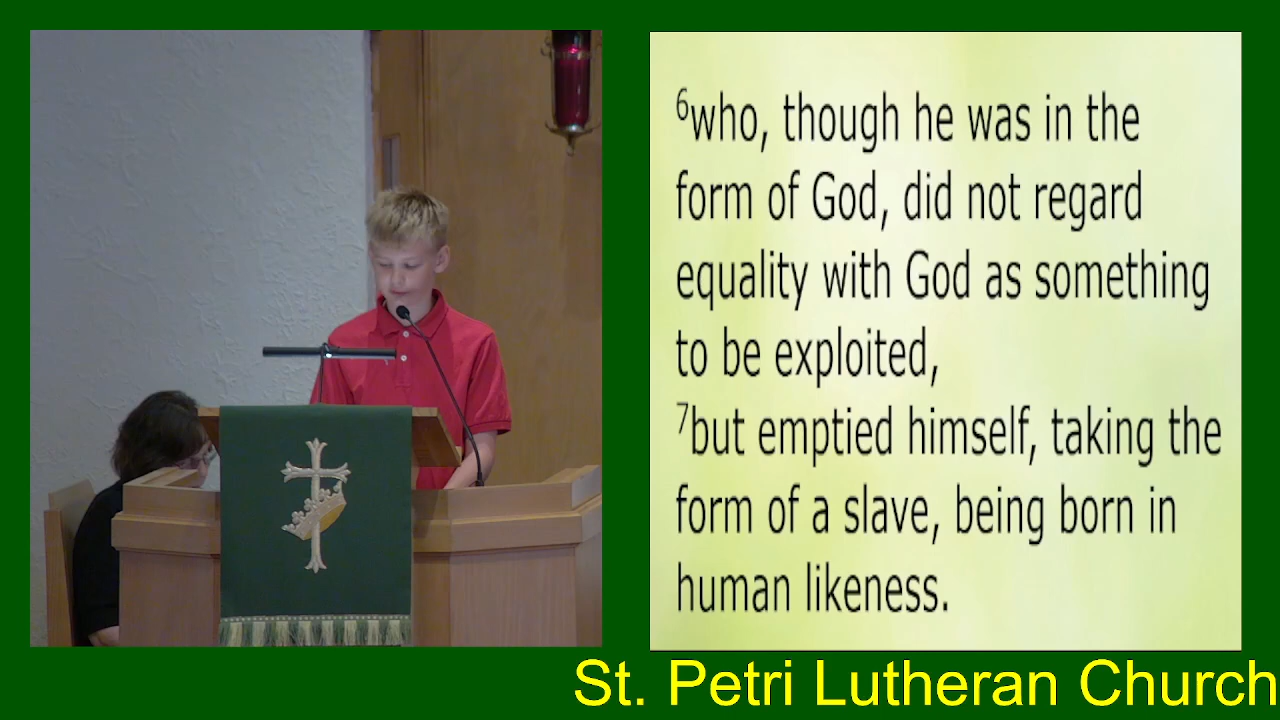 ⁶who, though he was in the
form of God, did not regard
equality with God as something
to be exploited,
⁷but emptied himself, taking the
form of a slave, being born in
human likeness.
St. Petri Lutheran Church